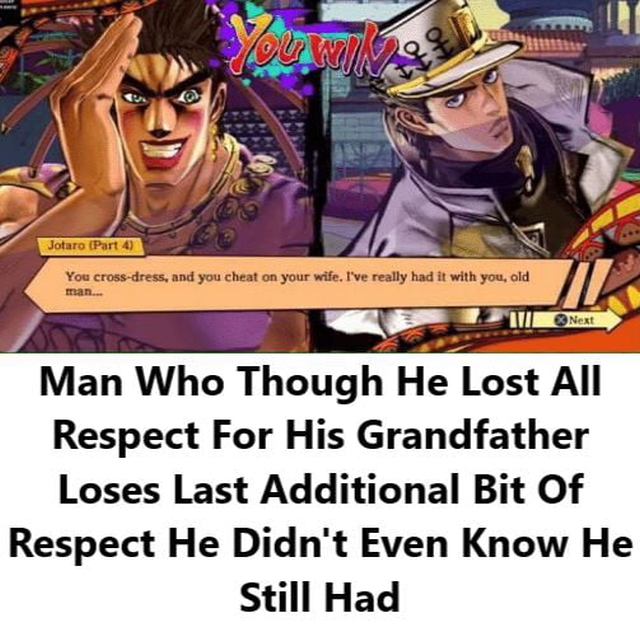 You WIN
Jotaro (Part 4)
You cross-dress, and you cheat on your wife. I've really had it with you, old
man...
Next
Man Who Though He Lost All
Respect For His Grandfather
Loses Last Additional Bit Of
Respect He Didn't Even Know He
Still Had